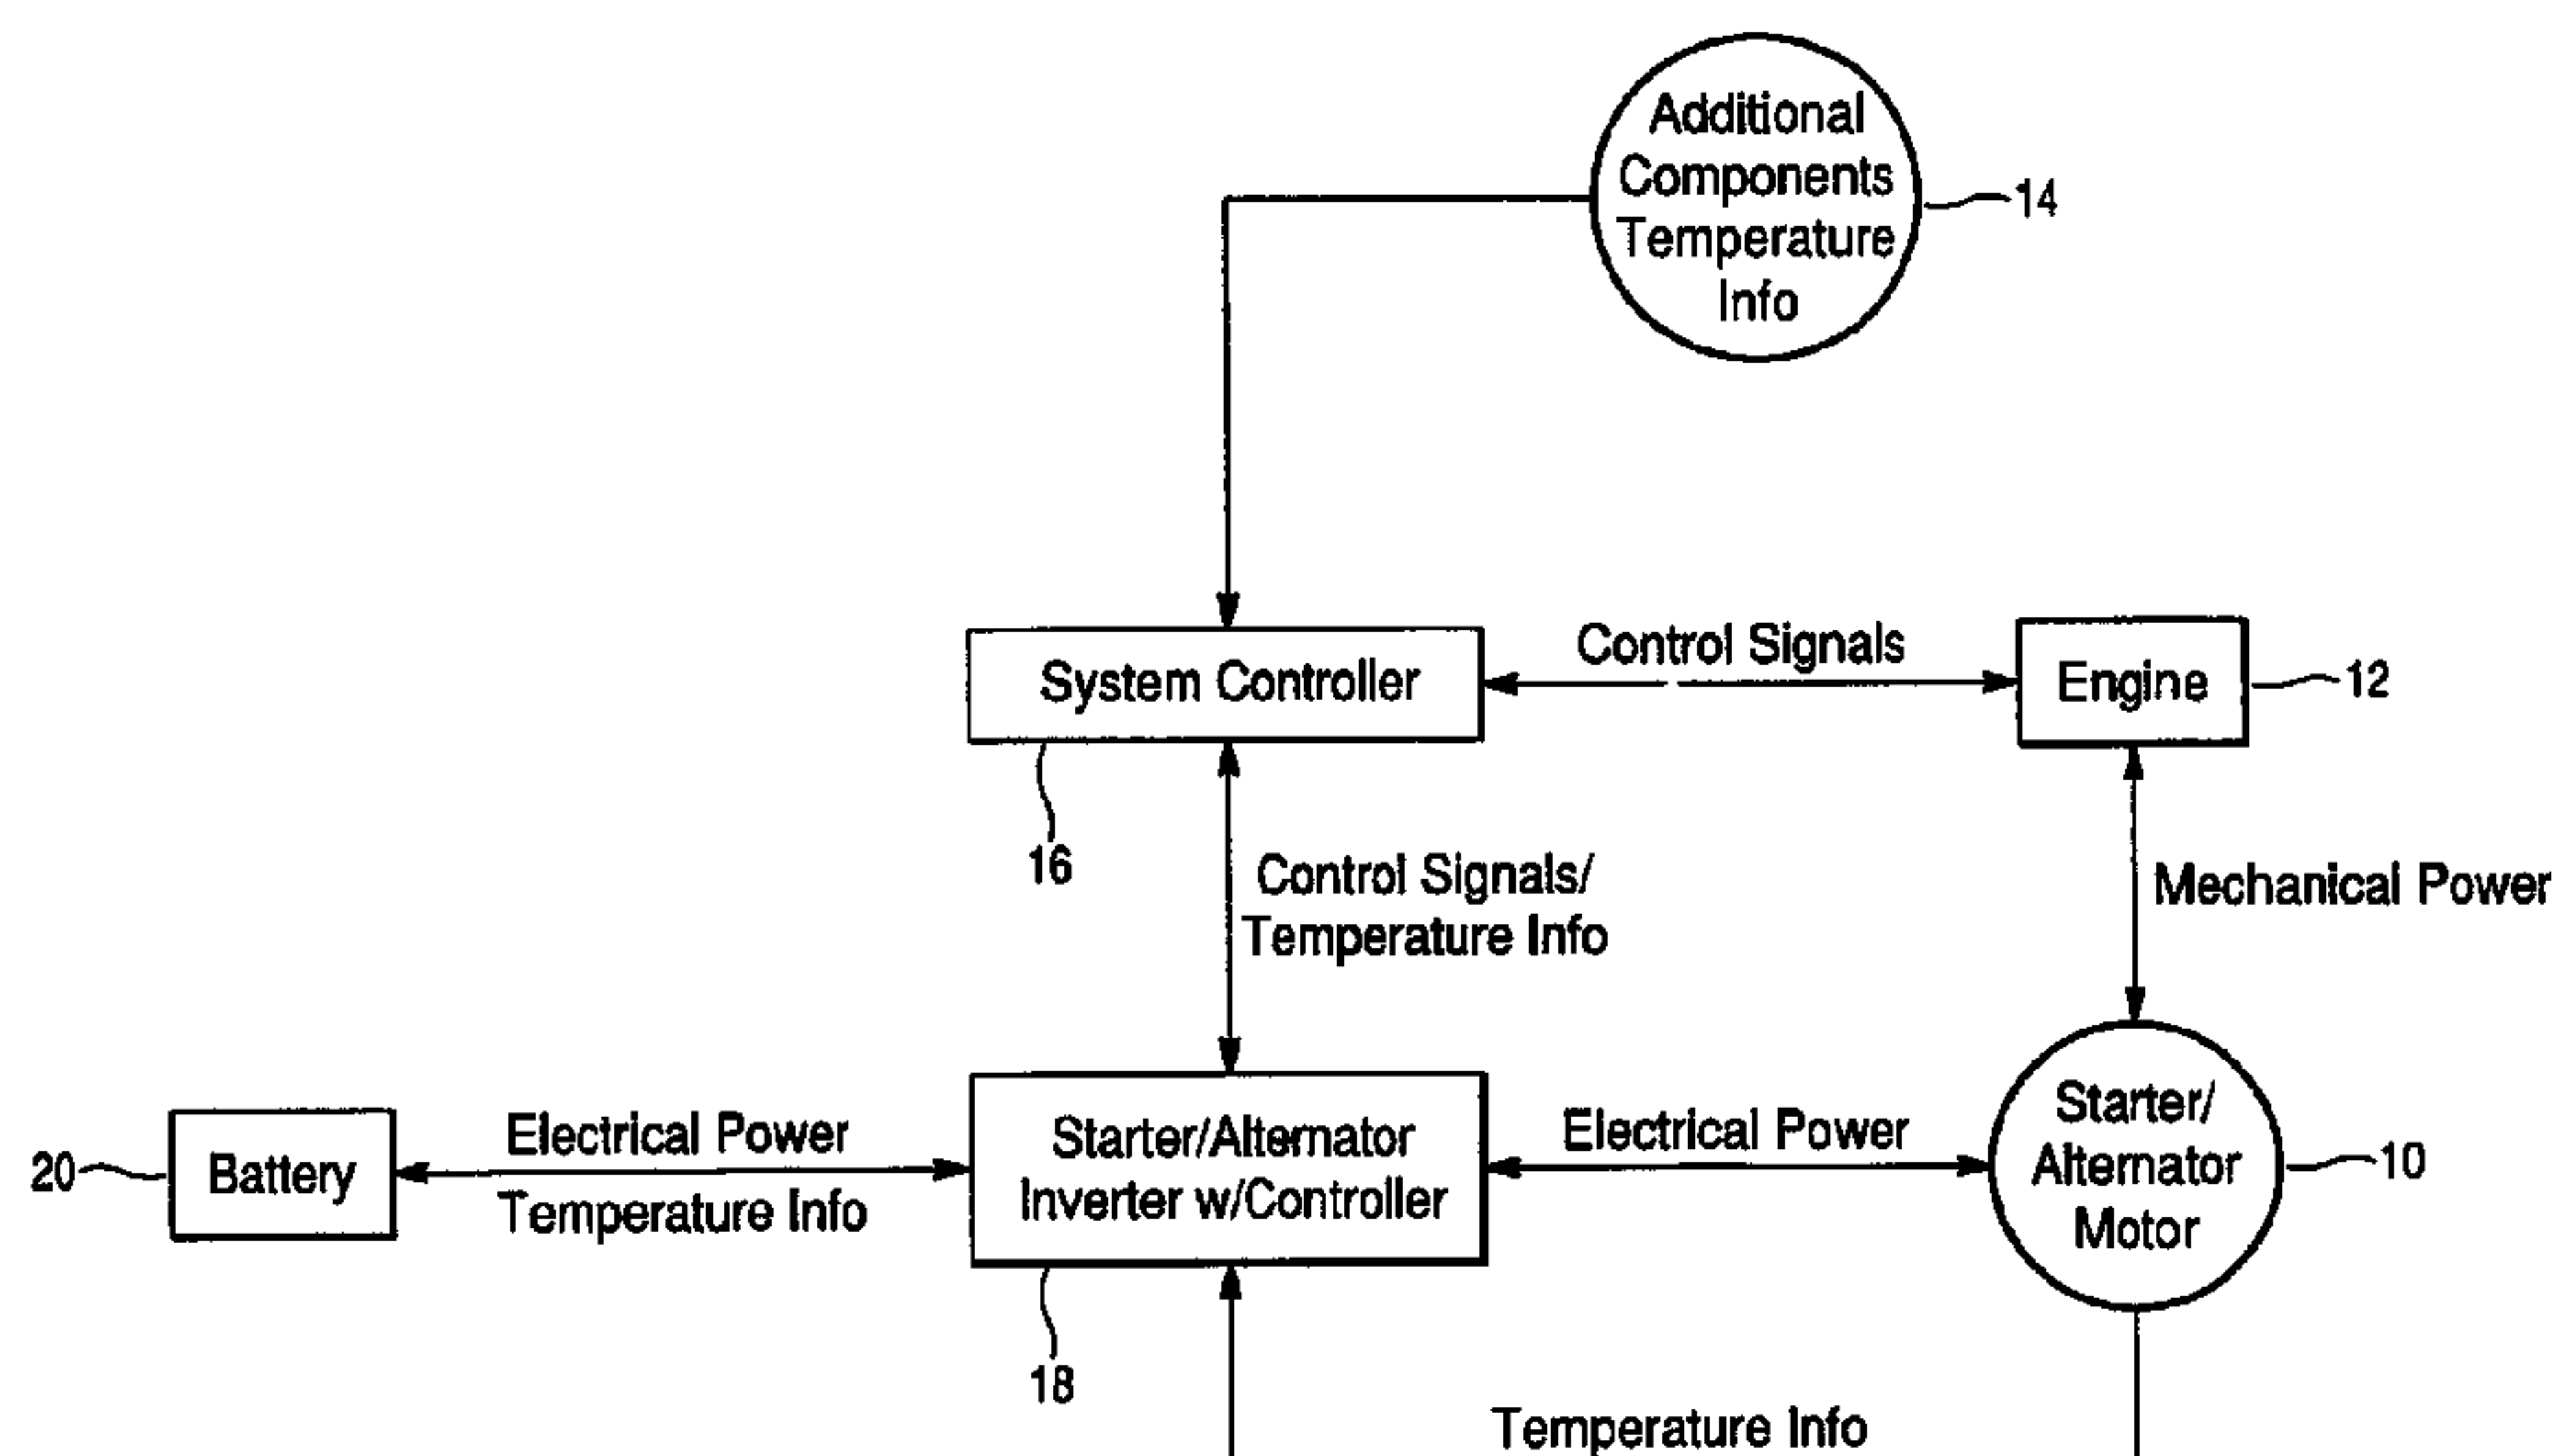 Additional
Components
Temperature
Info
14
System Controller
Control Signals
Engine
12
16
Control Signals/
Temperature Info
Mechanical Power
20
Battery
Electrical Power
Temperature Info
Starter/Alternator
Inverter w/Controller
Electrical Power
Starter/
Alternator
Motor
10
18
Temperature Info